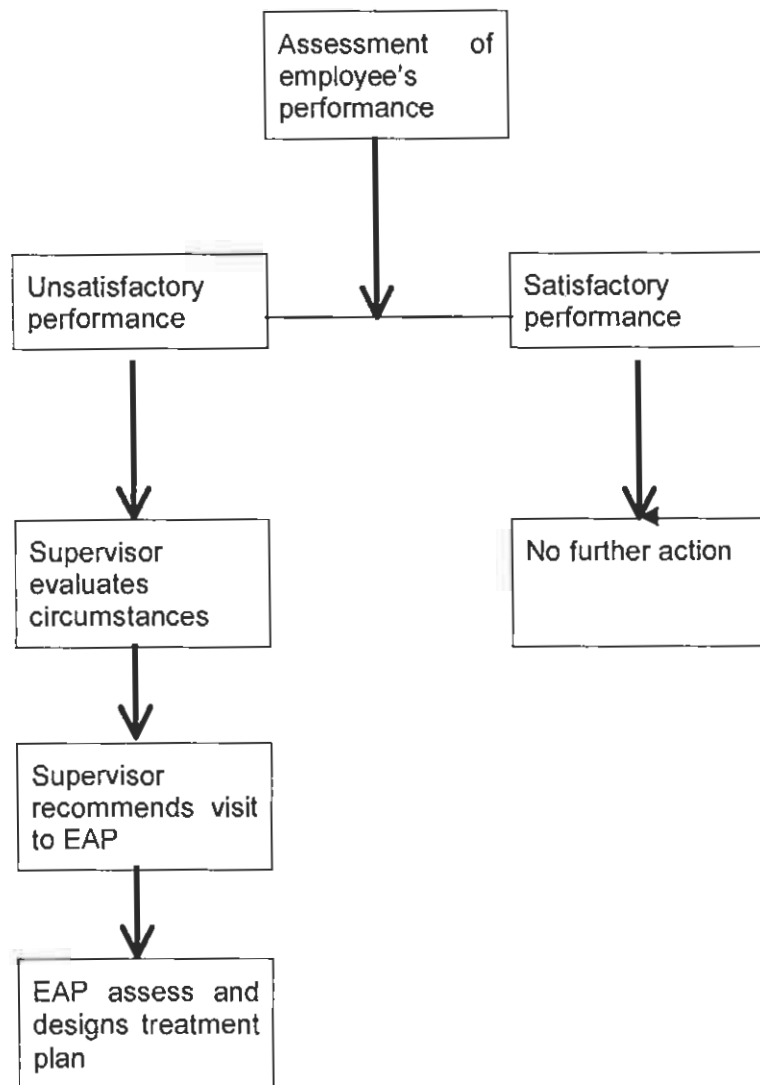 Assessment of
employee's
performance
Unsatisfactory
performance
Satisfactory
performance
Supervisor
evaluates
circumstances
No further action
Supervisor
recommends visit
to EAP
EAP assess and
designs treatment
plan